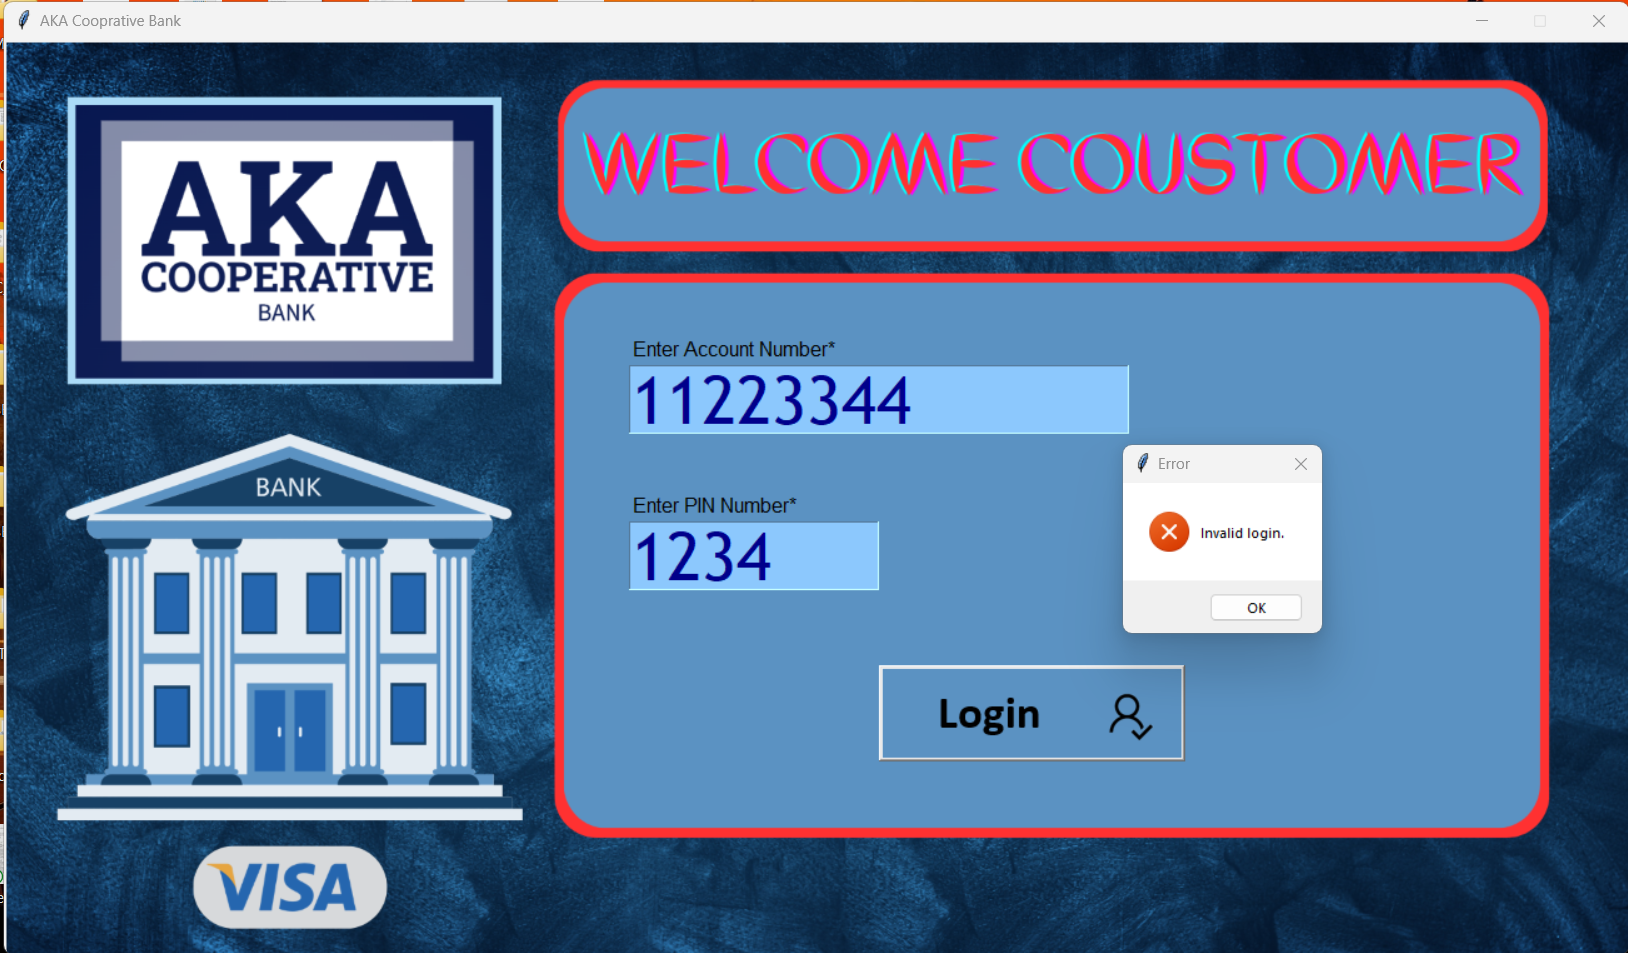 AKA Cooprative Bank
AKA
COOPERATIVE
BANK
WELCOME COUSTOMER
Enter Account Number*
11223344
Enter PIN Number*
1234
Error
Invalid login.
OK
Login
BANK
VISA